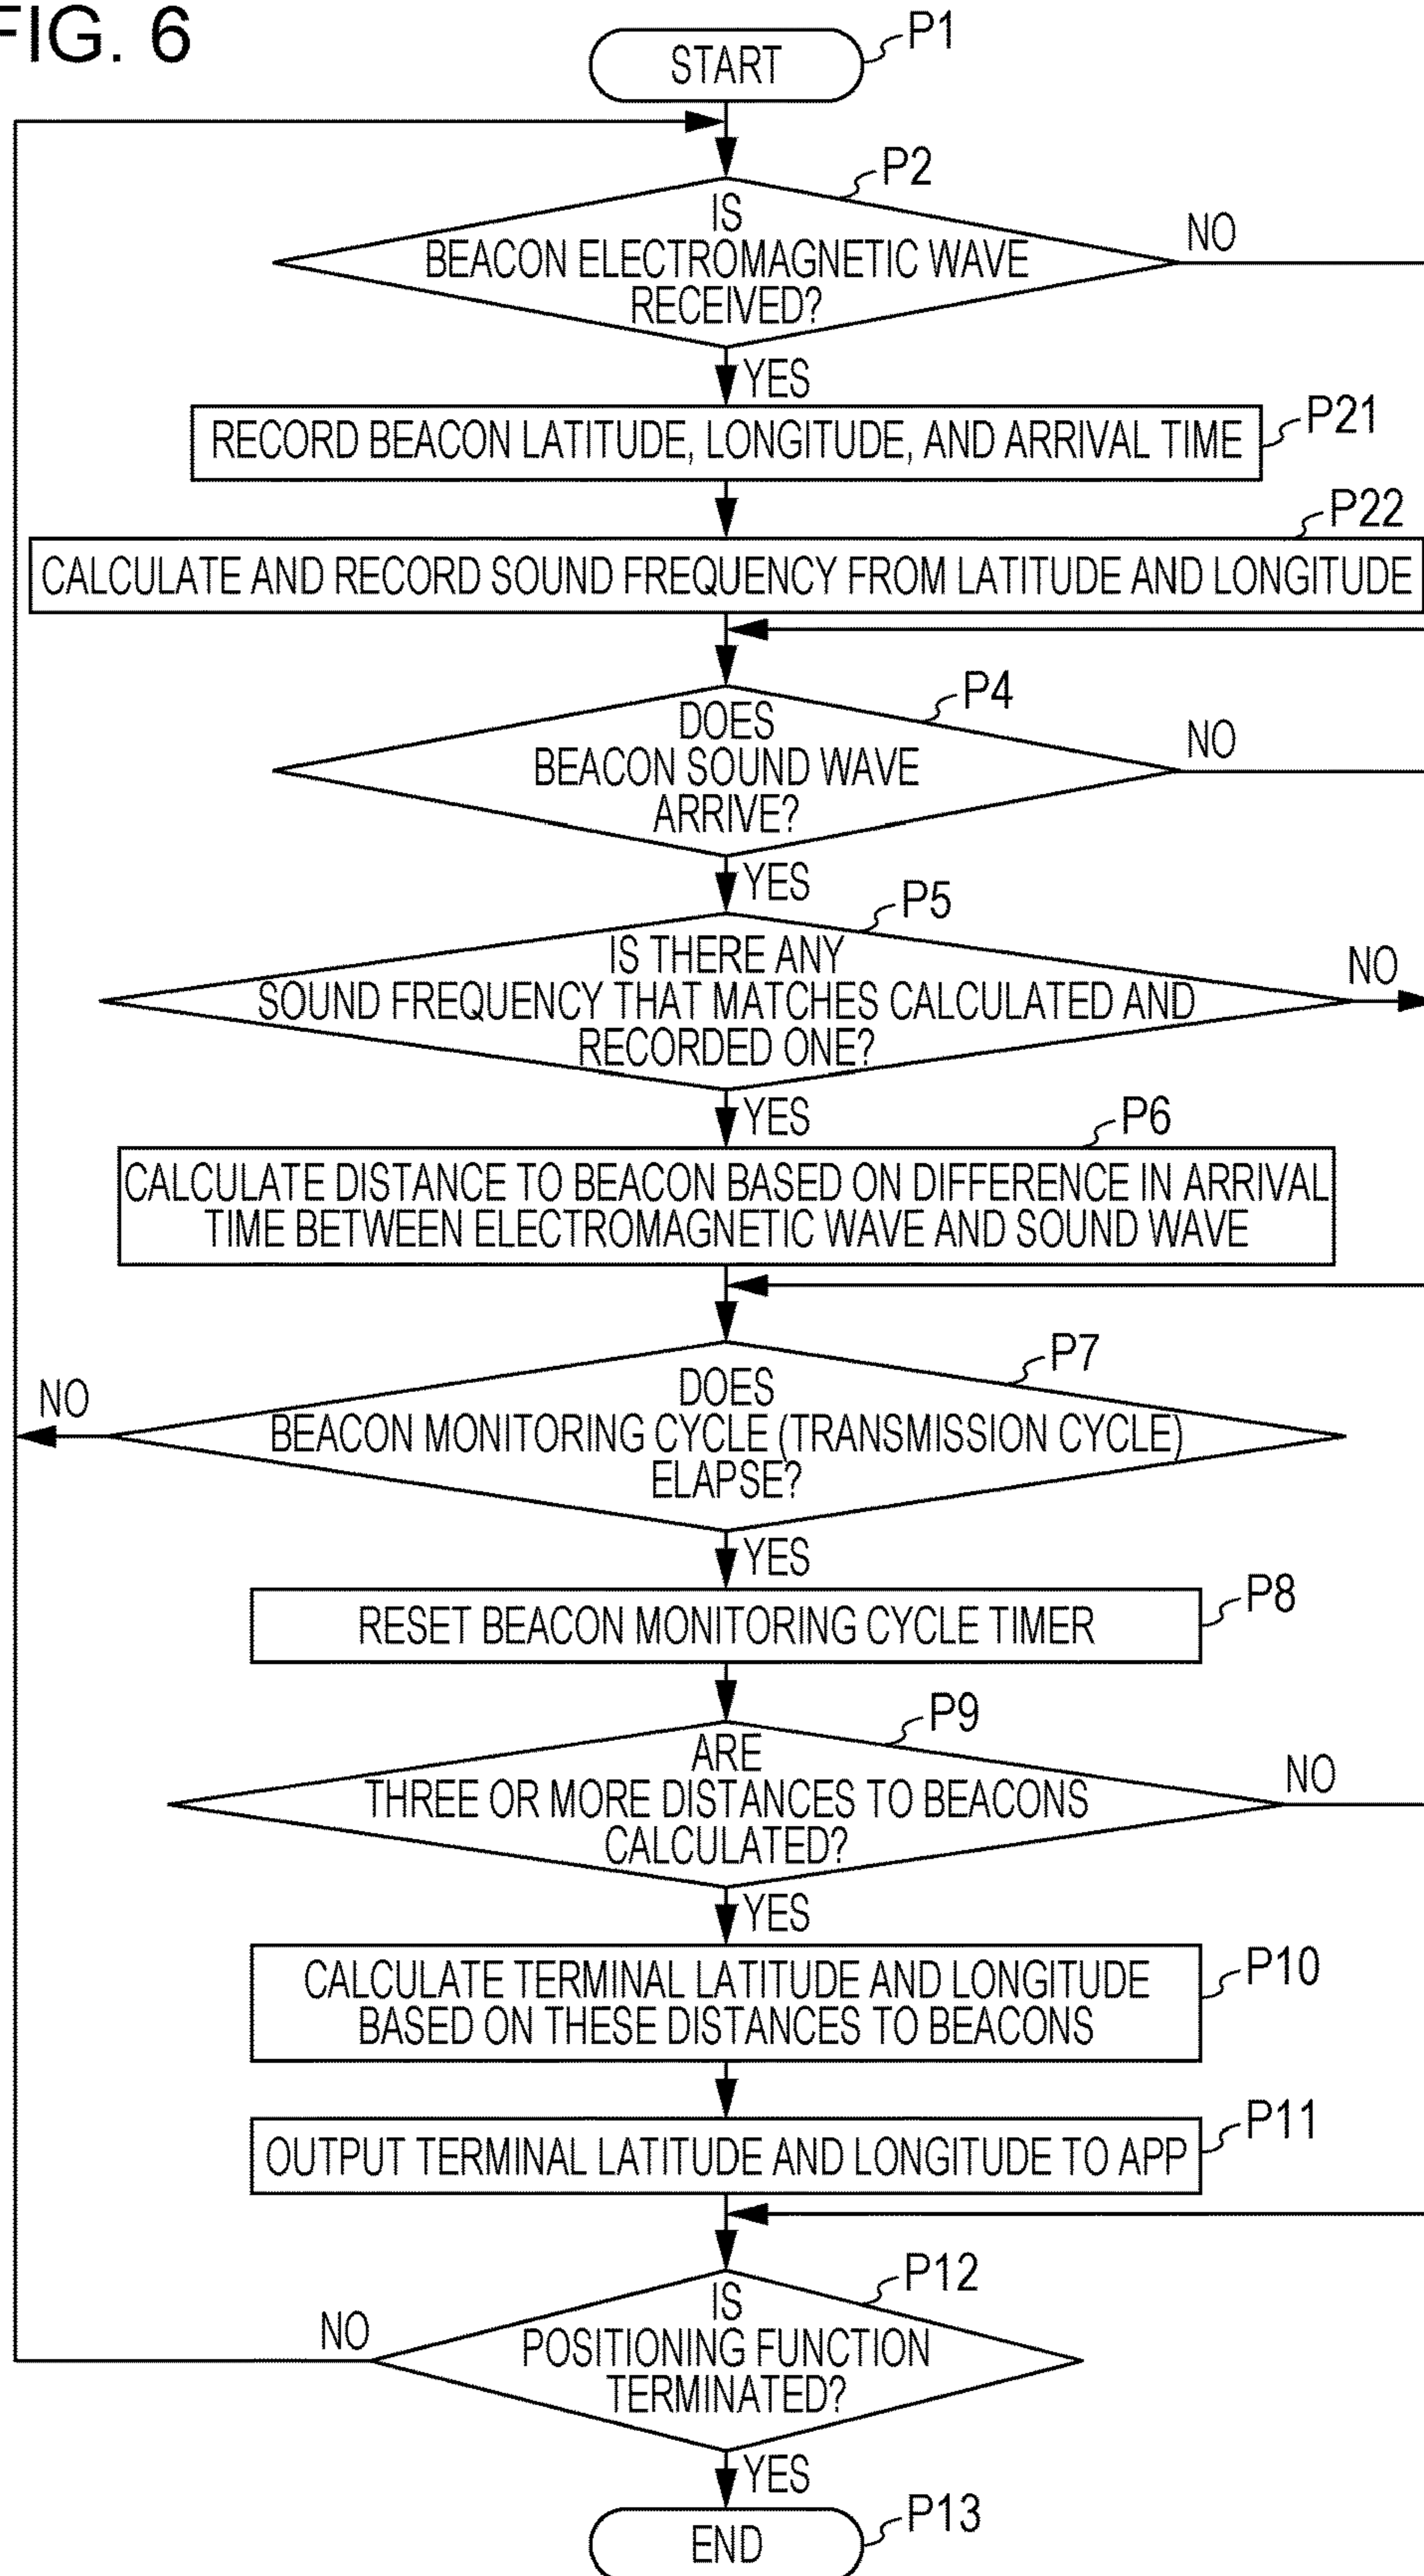 FIG. 6
START
P1
P2
IS
BEACON ELECTROMAGNETIC WAVE
RECEIVED?
NO
YES
P21
RECORD BEACON LATITUDE, LONGITUDE, AND ARRIVAL TIME
P22
CALCULATE AND RECORD SOUND FREQUENCY FROM LATITUDE AND LONGITUDE
P4
DOES
BEACON SOUND WAVE
ARRIVE?
NO
YES
P5
IS THERE ANY
SOUND FREQUENCY THAT MATCHES CALCULATED AND
RECORDED ONE?
NO
YES
P6
CALCULATE DISTANCE TO BEACON BASED ON DIFFERENCE IN ARRIVAL
TIME BETWEEN ELECTROMAGNETIC WAVE AND SOUND WAVE
P7
DOES
BEACON MONITORING CYCLE (TRANSMISSION CYCLE)
ELAPSE?
NO
YES
P8
RESET BEACON MONITORING CYCLE TIMER
P9
ARE
THREE OR MORE DISTANCES TO BEACONS
CALCULATED?
NO
YES
P10
CALCULATE TERMINAL LATITUDE AND LONGITUDE
BASED ON THESE DISTANCES TO BEACONS
P11
OUTPUT TERMINAL LATITUDE AND LONGITUDE TO APP
P12
IS
POSITIONING FUNCTION
TERMINATED?
NO
YES
P13
END